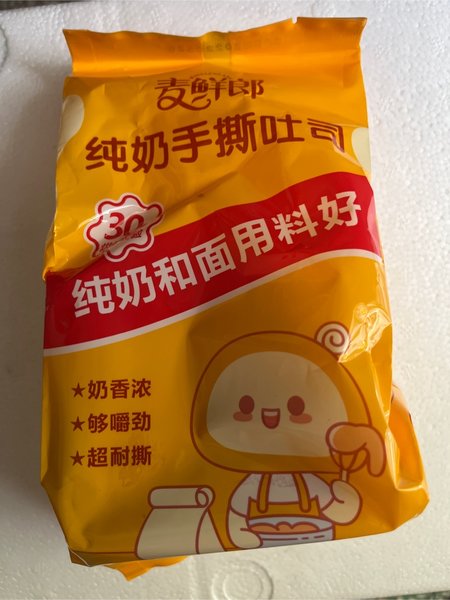 麦鲜郎
纯奶手撕吐司
30
纯奶和面用料好
★奶香浓
★够嚼劲
★超耐撕